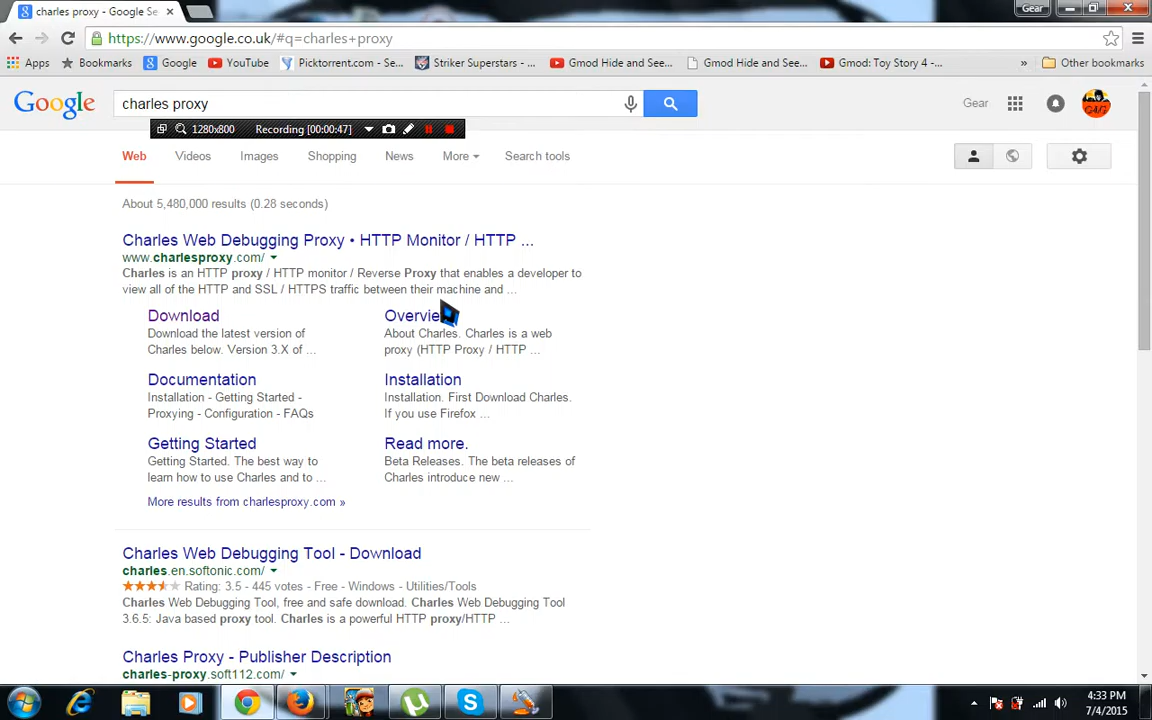 charles proxy - Google Se
Gear
https://www.google.co.uk/#q=charles+proxy
Apps Bookmarks Google YouTube Picktorrent.com - Se... Striker Superstars - ... Gmod Hide and See... Gmod Hide and See... Gmod: Toy Story 4 -... » Other bookmarks
Google charles proxy Gear
1280x800 Recording [00:00:47]
Web Videos Images Shopping News More Search tools
About 5,480,000 results (0.28 seconds)
Charles Web Debugging Proxy • HTTP Monitor / HTTP ...
www.charlesproxy.com/
Charles is an HTTP proxy / HTTP monitor / Reverse Proxy that enables a developer to
view all of the HTTP and SSL / HTTPS traffic between their machine and ...
Download
Download the latest version of
Charles below. Version 3.X of ...
Overvie
About Charles. Charles is a web
proxy (HTTP Proxy / HTTP ...
Documentation
Installation - Getting Started -
Proxying - Configuration - FAQs
Installation
Installation. First Download Charles.
If you use Firefox ...
Getting Started
Getting Started. The best way to
learn how to use Charles and to ...
Read more.
Beta Releases. The beta releases of
Charles introduce new ...
More results from charlesproxy.com »
Charles Web Debugging Tool - Download
charles.en.softonic.com/
Rating: 3.5 - 445 votes - Free - Windows - Utilities/Tools
Charles Web Debugging Tool, free and safe download. Charles Web Debugging Tool
3.6.5: Java based proxy tool. Charles is a powerful HTTP proxy/HTTP ...
Charles Proxy - Publisher Description
charles-proxy.soft112.com/
4:33 PM
7/4/2015